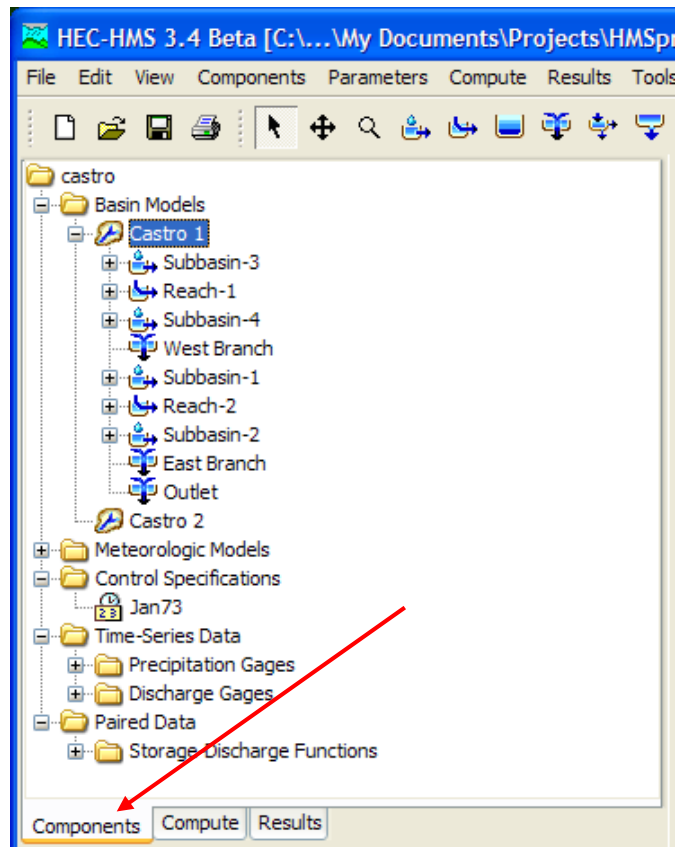 HEC-HMS 3.4 Beta [C:\...\My Documents\Projects\HMSpr
File Edit View Components Parameters Compute Results Tools
castro
Basin Models
Castro 1
Subbasin-3
Reach-1
Subbasin-4
West Branch
Subbasin-1
Reach-2
Subbasin-2
East Branch
Outlet
Castro 2
Meteorologic Models
Control Specifications
Jan73
Time-Series Data
Precipitation Gages
Discharge Gages
Paired Data
Storage-Discharge Functions
Components Compute Results